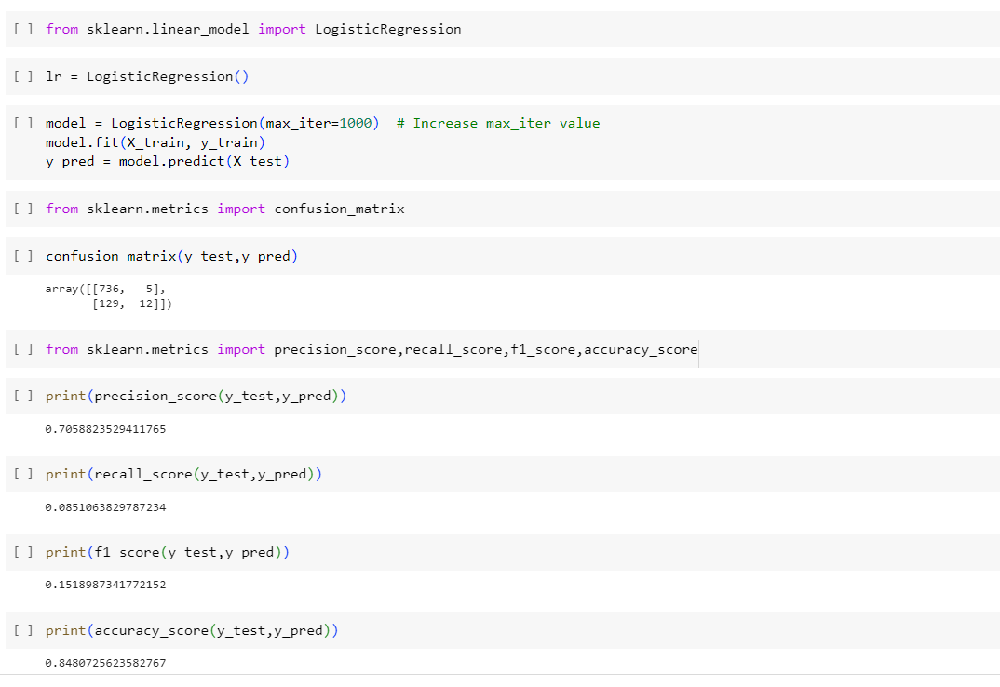 [ ] from sklearn.linear_model import LogisticRegression
[ ] lr = LogisticRegression()
[ ] model = LogisticRegression(max_iter=1000)  # Increase max_iter value
model.fit(X_train, y_train)
y_pred = model.predict(X_test)
[ ] from sklearn.metrics import confusion_matrix
[ ] confusion_matrix(y_test,y_pred)
array([[736,   5],
       [129,  12]])
[ ] from sklearn.metrics import precision_score,recall_score,f1_score,accuracy_score
[ ] print(precision_score(y_test,y_pred))
0.7058823529411765
[ ] print(recall_score(y_test,y_pred))
0.0851063829787234
[ ] print(f1_score(y_test,y_pred))
0.1518987341772152
[ ] print(accuracy_score(y_test,y_pred))
0.8480725623582767